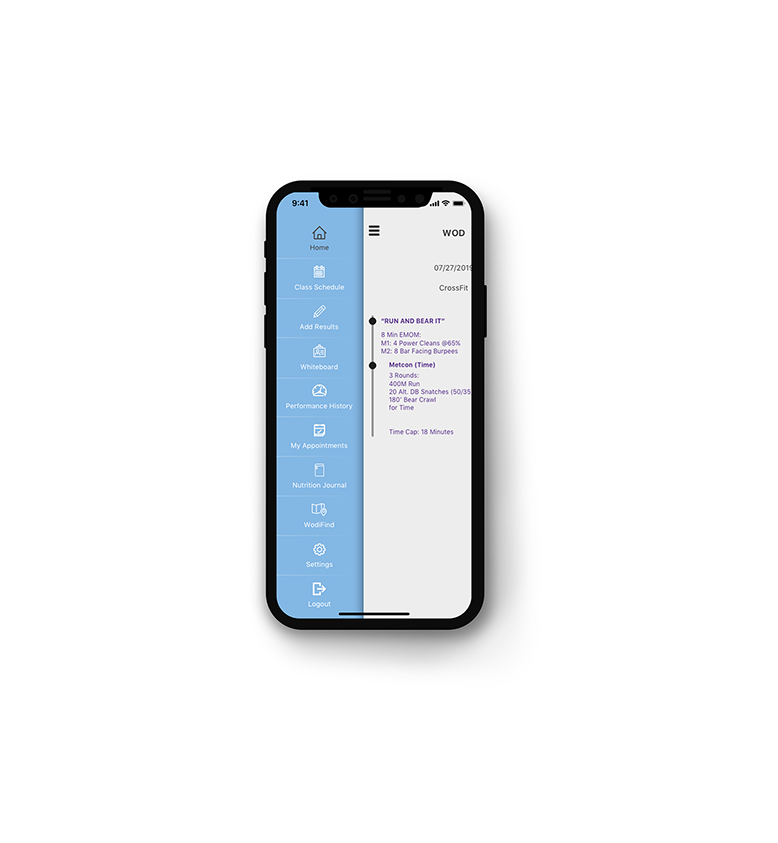 9:41
Home
Class Schedule
Add Results
Whiteboard
Performance History
My Appointments
Nutrition Journal
WodiFind
Settings
Logout
WOD
07/27/2019
CrossFit
"RUN AND BEAR IT"
8 Min EMOM:
M1: 4 Power Cleans @65%
M2: 8 Bar Facing Burpees
Metcon (Time)
3 Rounds:
400M Run
20 Alt. DB Snatches (50/35
180' Bear Crawl
for Time
Time Cap: 18 Minutes